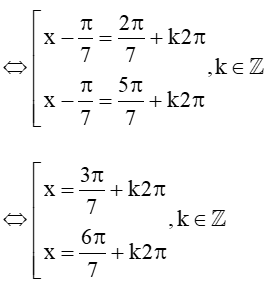 ⇔ [ x − π/7 = 2π/7 + k2π
x − π/7 = 5π/7 + k2π , k ∈ ℤ
⇔ [ x = 3π/7 + k2π
x = 6π/7 + k2π , k ∈ ℤ